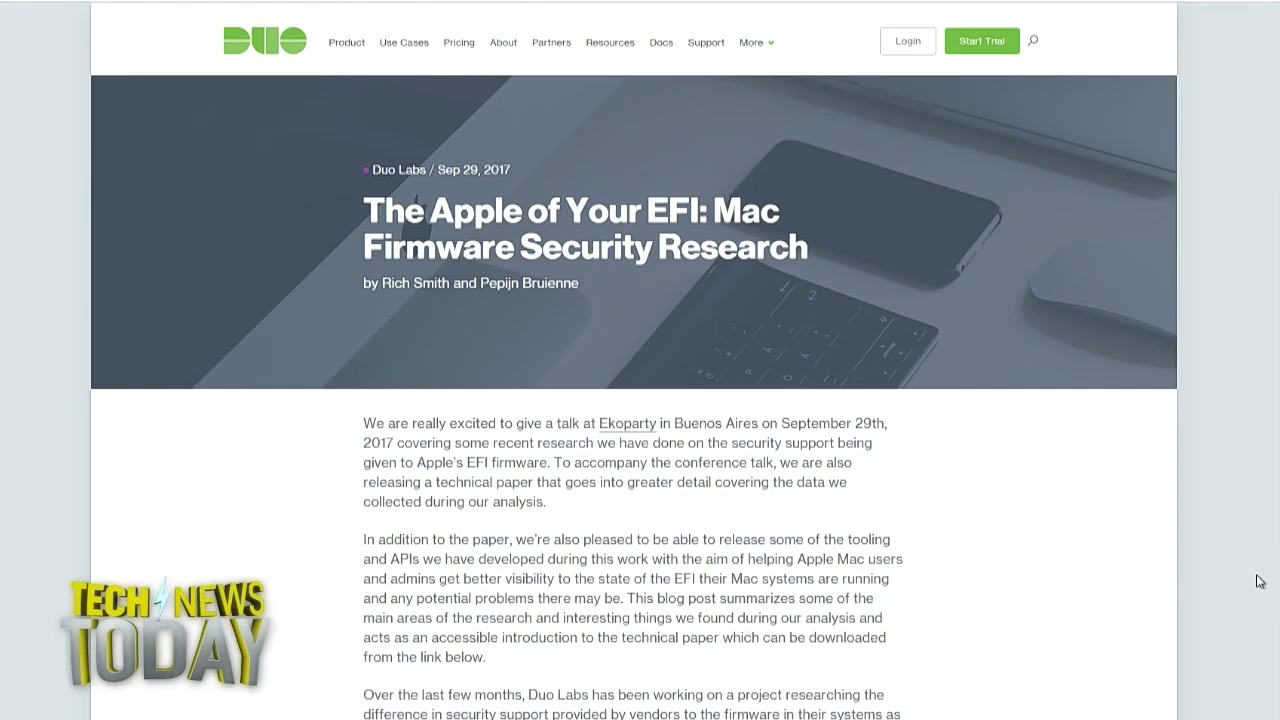 DUO
Product Use Cases Pricing About Partners Resources Docs Support More Login Start Trial
Duo Labs / Sep 29, 2017
The Apple of Your EFI: Mac
Firmware Security Research
by Rich Smith and Pepijn Bruienne
We are really excited to give a talk at Ekoparty in Buenos Aires on September 29th,
2017 covering some recent research we have done on the security support being
given to Apple's EFI firmware. To accompany the conference talk, we are also
releasing a technical paper that goes into greater detail covering the data we
collected during our analysis.
In addition to the paper, we're also pleased to be able to release some of the tooling
and APIs we have developed during this work with the aim of helping Apple Mac users
and admins get better visibility to the state of the EFI their Mac systems are running
and any potential problems there may be. This blog post summarizes some of the
main areas of the research and interesting things we found during our analysis and
acts as an accessible introduction to the technical paper which can be downloaded
from the link below.
Over the last few months, Duo Labs has been working on a project researching the
difference in security support provided by vendors to the firmware in their systems as
TECH NEWS
TODAY